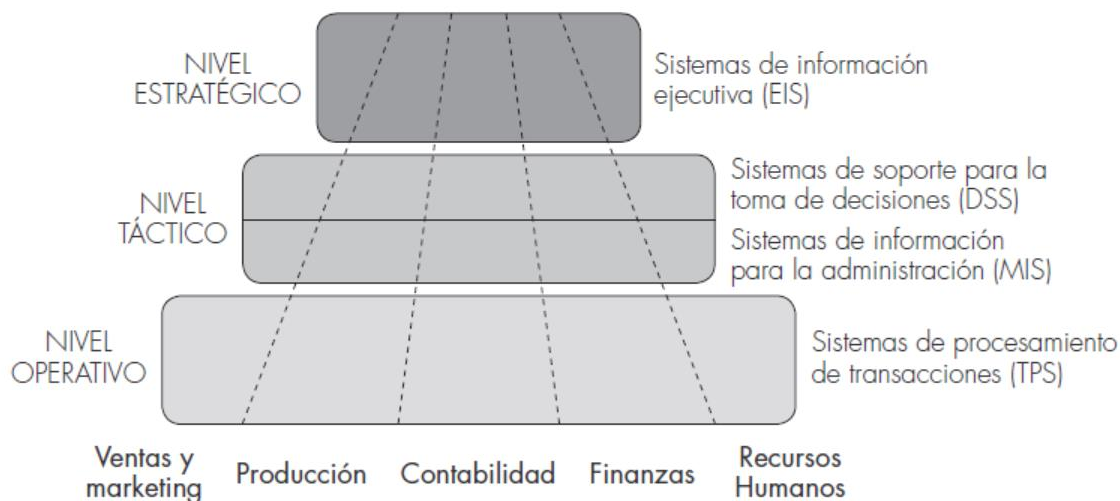 NIVEL
ESTRATÉGICO
Sistemas de información
ejecutiva (EIS)
NIVEL
TÁCTICO
Sistemas de soporte para la
toma de decisiones (DSS)
Sistemas de información
para la administración (MIS)
NIVEL
OPERATIVO
Sistemas de procesamiento
de transacciones (TPS)
Ventas y
marketing
Producción
Contabilidad
Finanzas
Recursos
Humanos